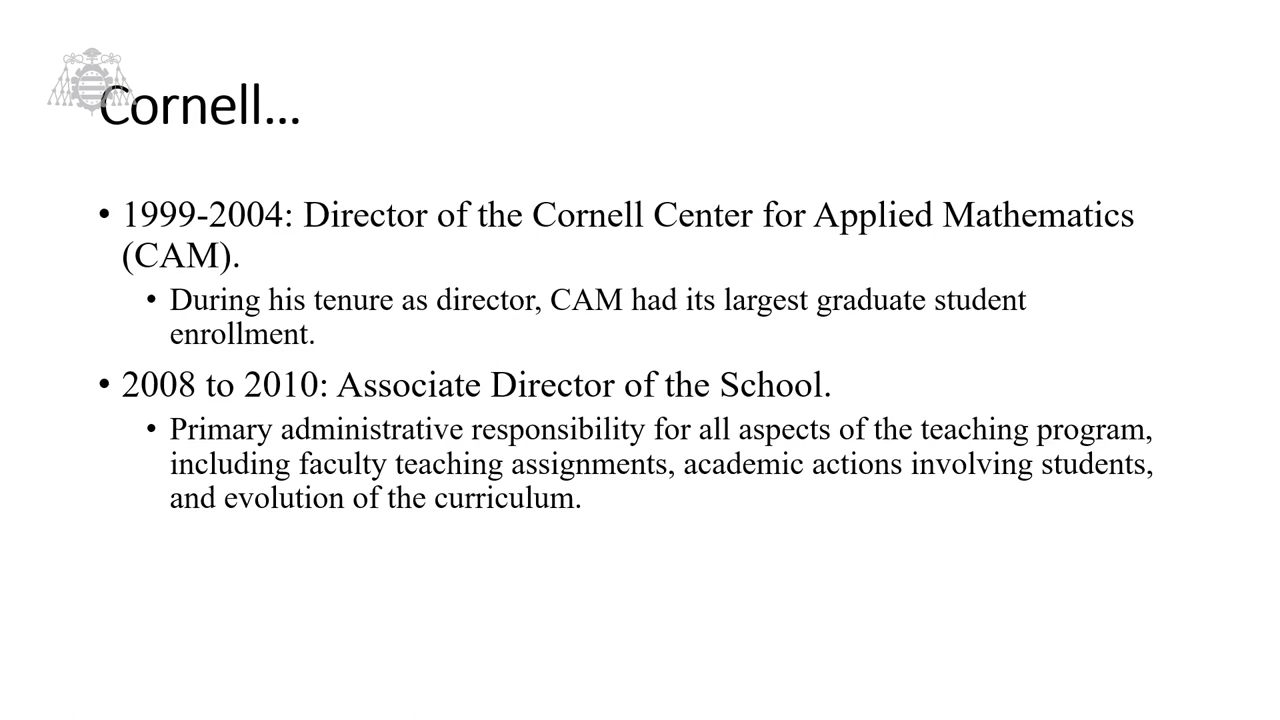 Cornell...
• 1999-2004: Director of the Cornell Center for Applied Mathematics
(CAM).
• During his tenure as director, CAM had its largest graduate student
enrollment.
• 2008 to 2010: Associate Director of the School.
• Primary administrative responsibility for all aspects of the teaching program,
including faculty teaching assignments, academic actions involving students,
and evolution of the curriculum.